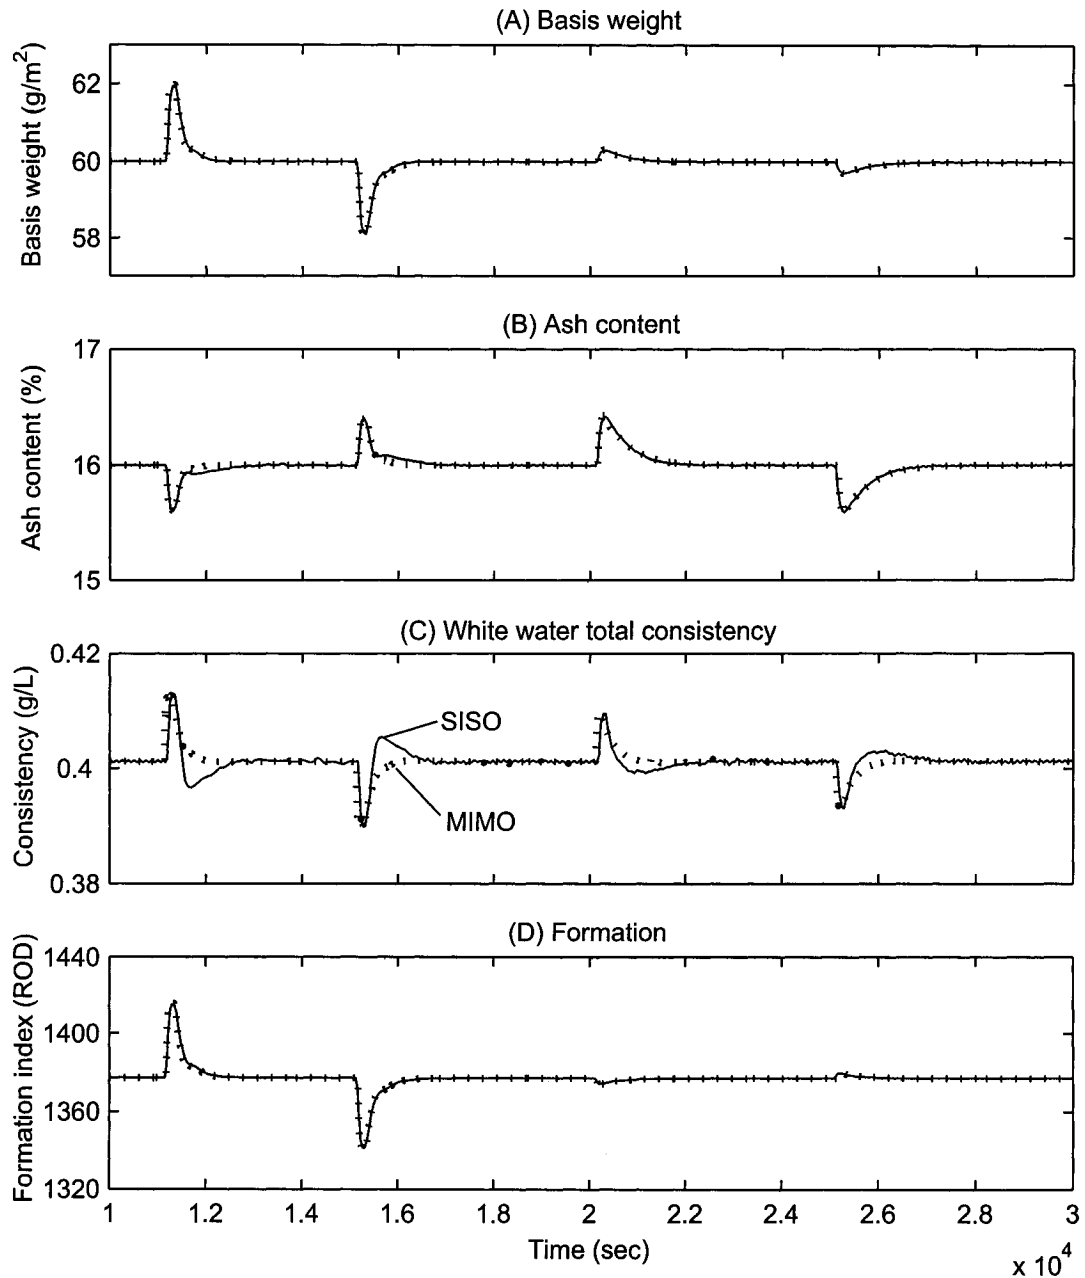 (A) Basis weight
Basis weight (g/m²)
62
60
58
(B) Ash content
Ash content (%)
17
16
15
(C) White water total consistency
Consistency (g/L)
0.42
0.4
0.38
SISO
MIMO
(D) Formation
Formation index (ROD)
1440
1400
1360
1320
1 1.2 1.4 1.6 1.8 2 2.2 2.4 2.6 2.8 3
Time (sec)
x 10⁴